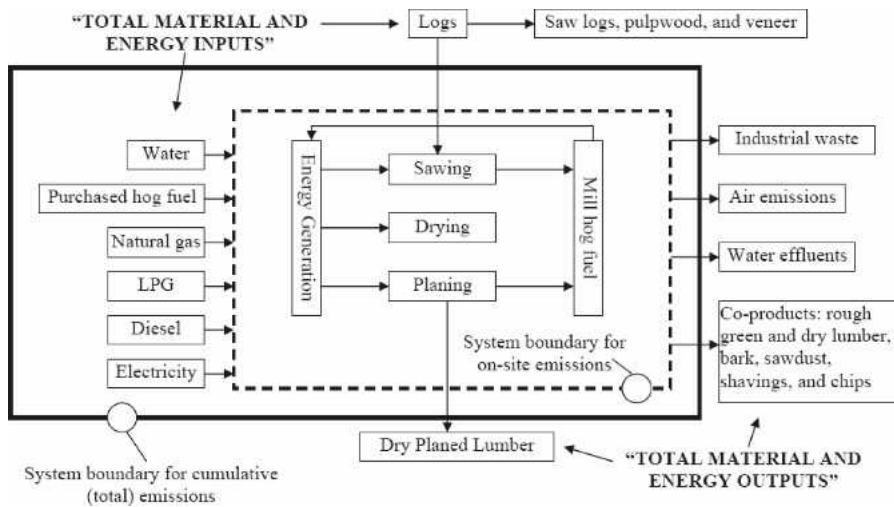 “TOTAL MATERIAL AND
ENERGY INPUTS”
Logs
Saw logs, pulpwood, and veneer
Water
Purchased hog fuel
Natural gas
LPG
Diesel
Electricity
Energy Generation
Sawing
Drying
Planing
Mill hog fuel
System boundary for
on-site emissions
Industrial waste
Air emissions
Water effluents
Co-products: rough
green and dry lumber,
bark, sawdust,
shavings, and chips
Dry Planed Lumber
System boundary for cumulative
(total) emissions
“TOTAL MATERIAL AND
ENERGY OUTPUTS”